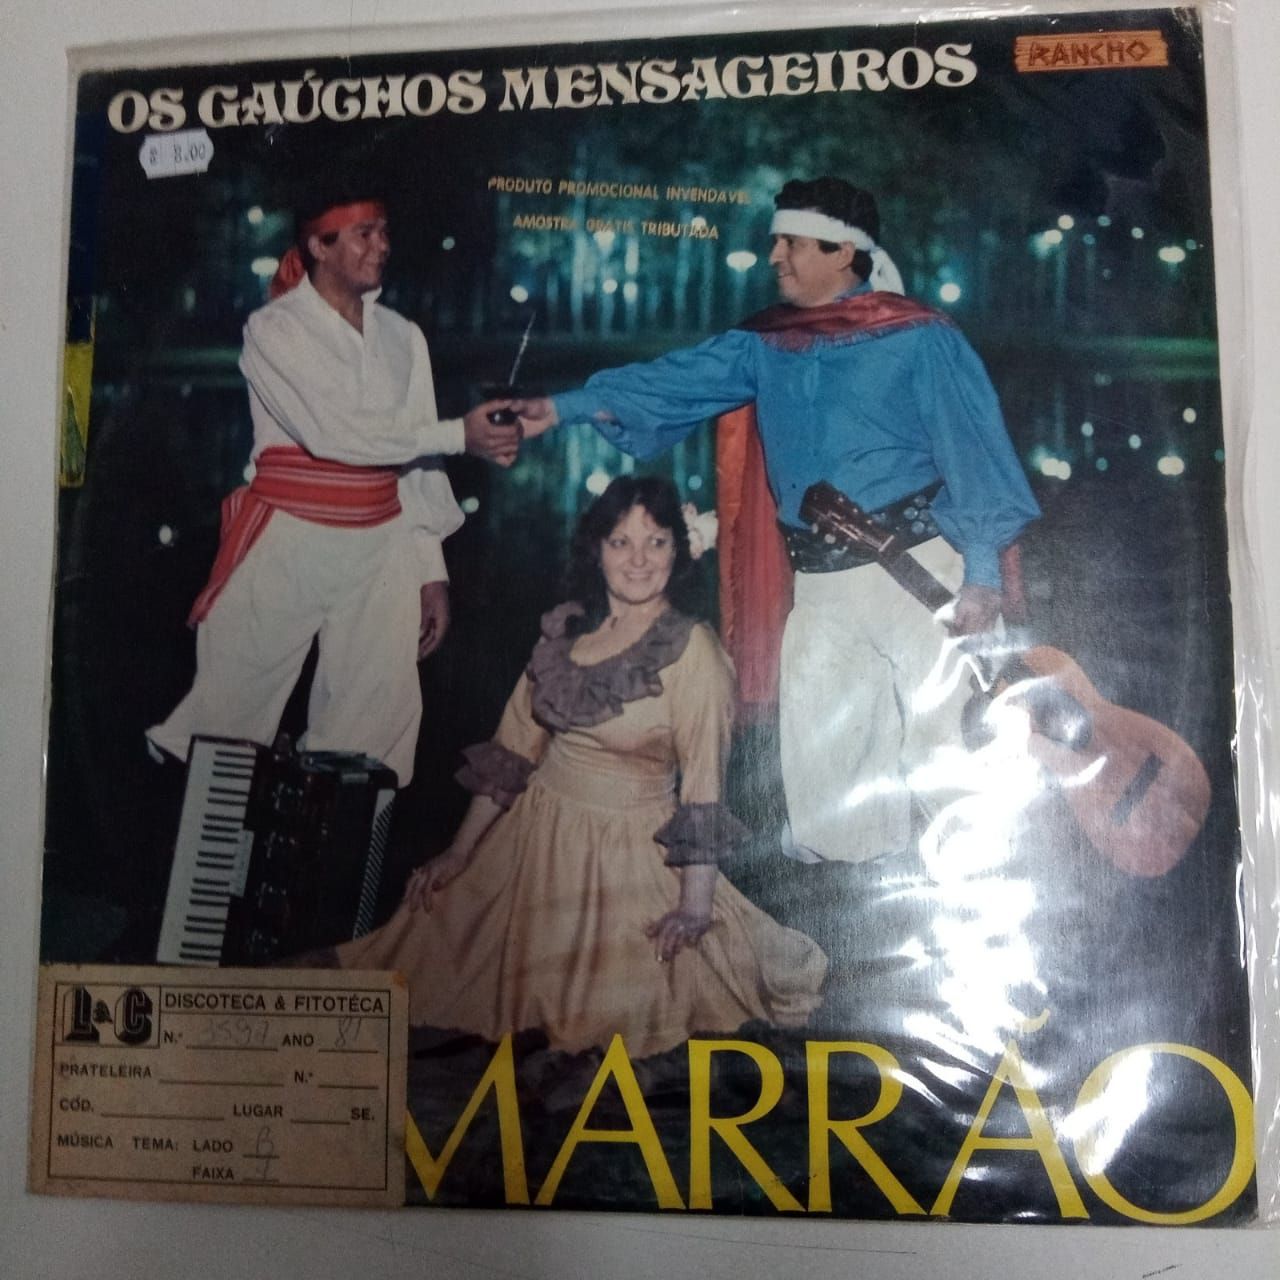 OS GAÚCHOS MENSAGEIROS
RANCHO
8.00
PRODUTO PROMOCIONAL INVENDAVEL
AMOSTRA GRATIS TRIBUTADA
L&C DISCOTECA & FITOTÉCA
N.º 3597 ANO 81
PRATELEIRA N.º
CÓD. LUGAR SE.
MÚSICA TEMA: LADO B
FAIXA
MARRÃO